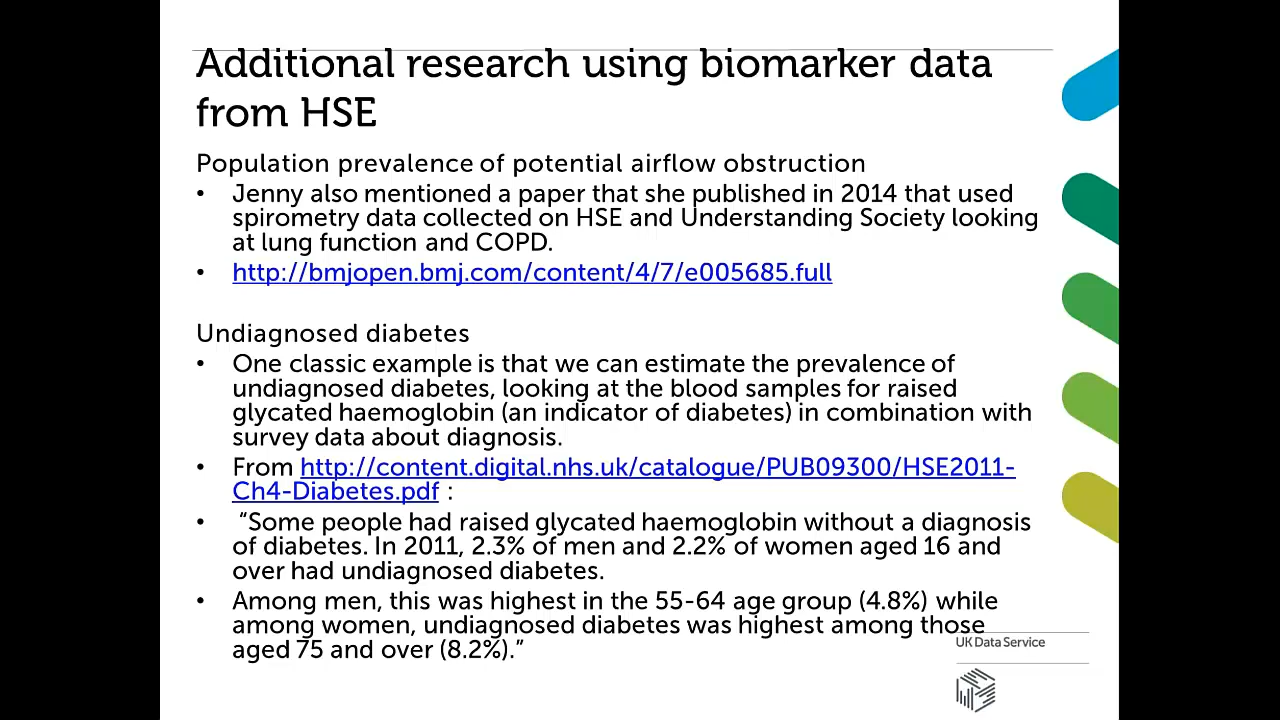 Additional research using biomarker data
from HSE
Population prevalence of potential airflow obstruction
• Jenny also mentioned a paper that she published in 2014 that used
spirometry data collected on HSE and Understanding Society looking
at lung function and COPD.
• http://bmjopen.bmj.com/content/4/7/e005685.full
Undiagnosed diabetes
• One classic example is that we can estimate the prevalence of
undiagnosed diabetes, looking at the blood samples for raised
glycated haemoglobin (an indicator of diabetes) in combination with
survey data about diagnosis.
• From http://content.digital.nhs.uk/catalogue/PUB09300/HSE2011-
Ch4-Diabetes.pdf :
• “Some people had raised glycated haemoglobin without a diagnosis
of diabetes. In 2011, 2.3% of men and 2.2% of women aged 16 and
over had undiagnosed diabetes.
• Among men, this was highest in the 55-64 age group (4.8%) while
among women, undiagnosed diabetes was highest among those
aged 75 and over (8.2%).”
UK Data Service